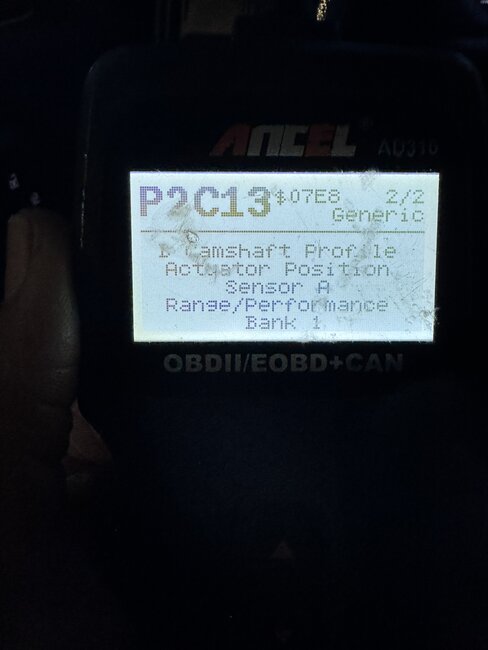 ANCEL AD310
P2C13 $07E8 2/2
Generic
Camshaft Profile
Actuator Position
Sensor A
Range/Performance
Bank 1
OBDII/EOBD+CAN